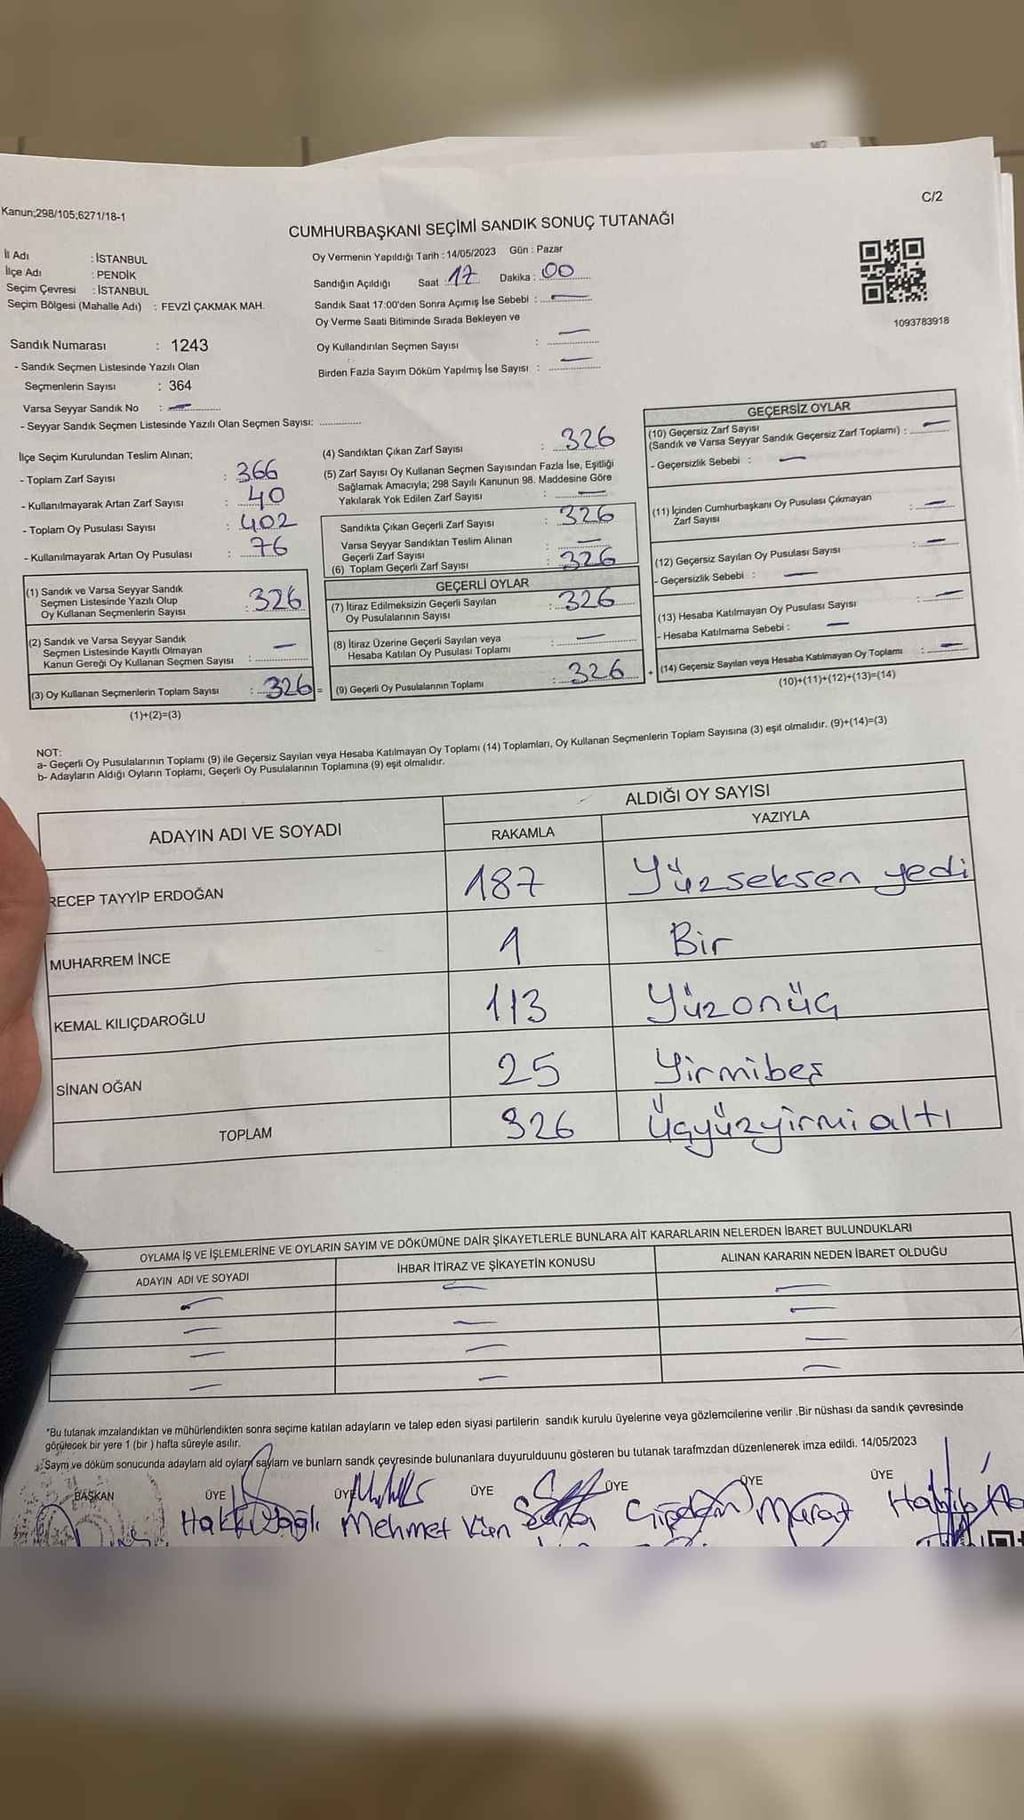 C/2
Kanun;298/105;6271/18-1
CUMHURBAŞKANI SEÇİMİ SANDIK SONUÇ TUTANAĞI
İl Adı : İSTANBUL
İlçe Adı : PENDİK
Seçim Çevresi : İSTANBUL
Seçim Bölgesi (Mahalle Adı) : FEVZİ ÇAKMAK MAH.
Oy Vermenin Yapıldığı Tarih : 14/05/2023 Gün : Pazar
Sandığın Açıldığı Saat : 17 Dakika : 00
Sandık Saat 17:00'den Sonra Açımış İse Sebebi : —
Oy Verme Saati Bitiminde Sırada Bekleyen ve
Oy Kullandırılan Seçmen Sayısı : —
Birden Fazla Sayım Döküm Yapılmış İse Sayısı : —
1093783918
Sandık Numarası : 1243
- Sandık Seçmen Listesinde Yazılı Olan
Seçmenlerin Sayısı : 364
Varsa Seyyar Sandık No : —
- Seyyar Sandık Seçmen Listesinde Yazılı Olan Seçmen Sayısı:
İlçe Seçim Kurulundan Teslim Alınan;
- Toplam Zarf Sayısı : 366
- Kullanılmayarak Artan Zarf Sayısı : 40
- Toplam Oy Pusulası Sayısı : 402
- Kullanılmayarak Artan Oy Pusulası : 76
(1) Sandık ve Varsa Seyyar Sandık
Seçmen Listesinde Yazılı Olup
Oy Kullanan Seçmenlerin Sayısı : 326
(2) Sandık ve Varsa Seyyar Sandık
Seçmen Listesinde Kayıtlı Olmayan
Kanun Gereği Oy Kullanan Seçmen Sayısı : —
(3) Oy Kullanan Seçmenlerin Toplam Sayısı : 326 =
(1)+(2)=(3)
(4) Sandıktan Çıkan Zarf Sayısı : 326
(5) Zarf Sayısı Oy Kullanan Seçmen Sayısından Fazla İse, Eşitliği
Sağlamak Amacıyla; 298 Sayılı Kanunun 98. Maddesine Göre
Yakılarak Yok Edilen Zarf Sayısı : —
Sandıkta Çıkan Geçerli Zarf Sayısı : 326
Varsa Seyyar Sandıktan Teslim Alınan
Geçerli Zarf Sayısı : —
(6) Toplam Geçerli Zarf Sayısı : 326
GEÇERLİ OYLAR
(7) İtiraz Edilmeksizin Geçerli Sayılan
Oy Pusulalarının Sayısı : 326
(8) İtiraz Üzerine Geçerli Sayılan veya
Hesaba Katılan Oy Pusulası Toplamı : —
(9) Geçerli Oy Pusulalarının Toplamı : 326 +
GEÇERSİZ OYLAR
(10) Geçersiz Zarf Sayısı
(Sandık ve Varsa Seyyar Sandık Geçersiz Zarf Toplamı) : —
- Geçersizlik Sebebi : —
(11) İçinden Cumhurbaşkanı Oy Pusulası Çıkmayan
Zarf Sayısı : —
(12) Geçersiz Sayılan Oy Pusulası Sayısı : —
- Geçersizlik Sebebi : —
(13) Hesaba Katılmayan Oy Pusulası Sayısı : —
- Hesaba Katılmama Sebebi : —
(14) Geçersiz Sayılan veya Hesaba Katılmayan Oy Toplamı : —
(10)+(11)+(12)+(13)=(14)
NOT:
a- Geçerli Oy Pusulalarının Toplamı (9) ile Geçersiz Sayılan veya Hesaba Katılmayan Oy Toplamı (14) Toplamları, Oy Kullanan Seçmenlerin Toplam Sayısına (3) eşit olmalıdır. (9)+(14)=(3)
b- Adayların Aldığı Oyların Toplamı, Geçerli Oy Pusulalarının Toplamına (9) eşit olmalıdır.
ADAYIN ADI VE SOYADI ALDIĞI OY SAYISI
RAKAMLA YAZIYLA
RECEP TAYYİP ERDOĞAN 187 Yüzseksen yedi
MUHARREM İNCE 1 Bir
KEMAL KILIÇDAROĞLU 113 Yüzonüç
SİNAN OĞAN 25 Yirmibeş
TOPLAM 326 Üçyüzyirmi altı
OYLAMA İŞ VE İŞLEMLERİNE VE OYLARIN SAYIM VE DÖKÜMÜNE DAİR ŞİKAYETLERLE BUNLARA AİT KARARLARIN NELERDEN İBARET BULUNDUKLARI
ADAYIN ADI VE SOYADI İHBAR İTİRAZ VE ŞİKAYETİN KONUSU ALINAN KARARIN NEDEN İBARET OLDUĞU
— — —
— — —
— — —
— — —
*Bu tutanak imzalandıktan ve mühürlendikten sonra seçime katılan adayların ve talep eden siyasi partilerin sandık kurulu üyelerine veya gözlemcilerine verilir .Bir nüshası da sandık çevresinde
görülecek bir yere 1 (bir ) hafta süreyle asılır.
Saym ve döküm sonucunda adaylarn ald oylarn saylarn ve bunlarn sandk çevresinde bulunanlara duyurulduunu gösteren bu tutanak tarafmzdan düzenlenerek imza edildi. 14/05/2023
BAŞKAN ÜYE ÜYE ÜYE ÜYE ÜYE ÜYE
Hakkı Mehmet Murat